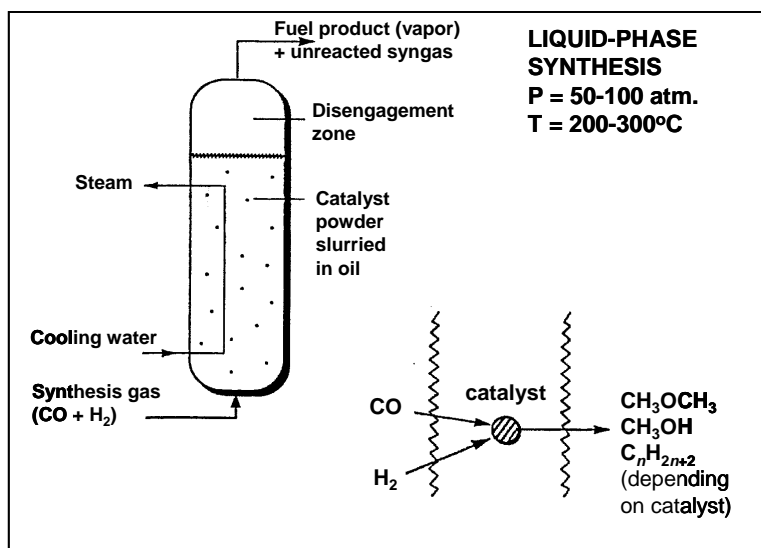 Fuel product (vapor)
+ unreacted syngas
LIQUID-PHASE
SYNTHESIS
P = 50-100 atm.
T = 200-300ºC
Disengagement
zone
Steam
Catalyst
powder
slurried
in oil
Cooling water
Synthesis gas
(CO + H₂)
catalyst
CO
H₂
CH₃OCH₃
CH₃OH
CₙH₂ₙ₊₂
(depending
on catalyst)